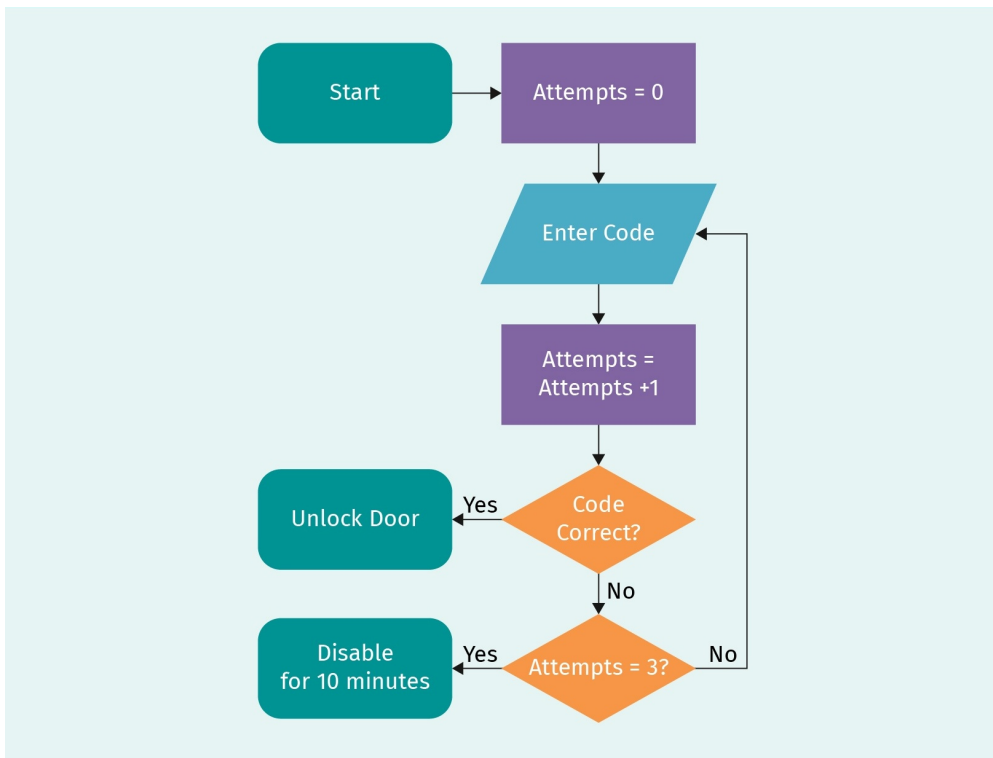 Start
Attempts = 0
Enter Code
Attempts =
Attempts +1
Code
Correct?
Yes
Unlock Door
No
Attempts = 3?
Yes
Disable
for 10 minutes
No